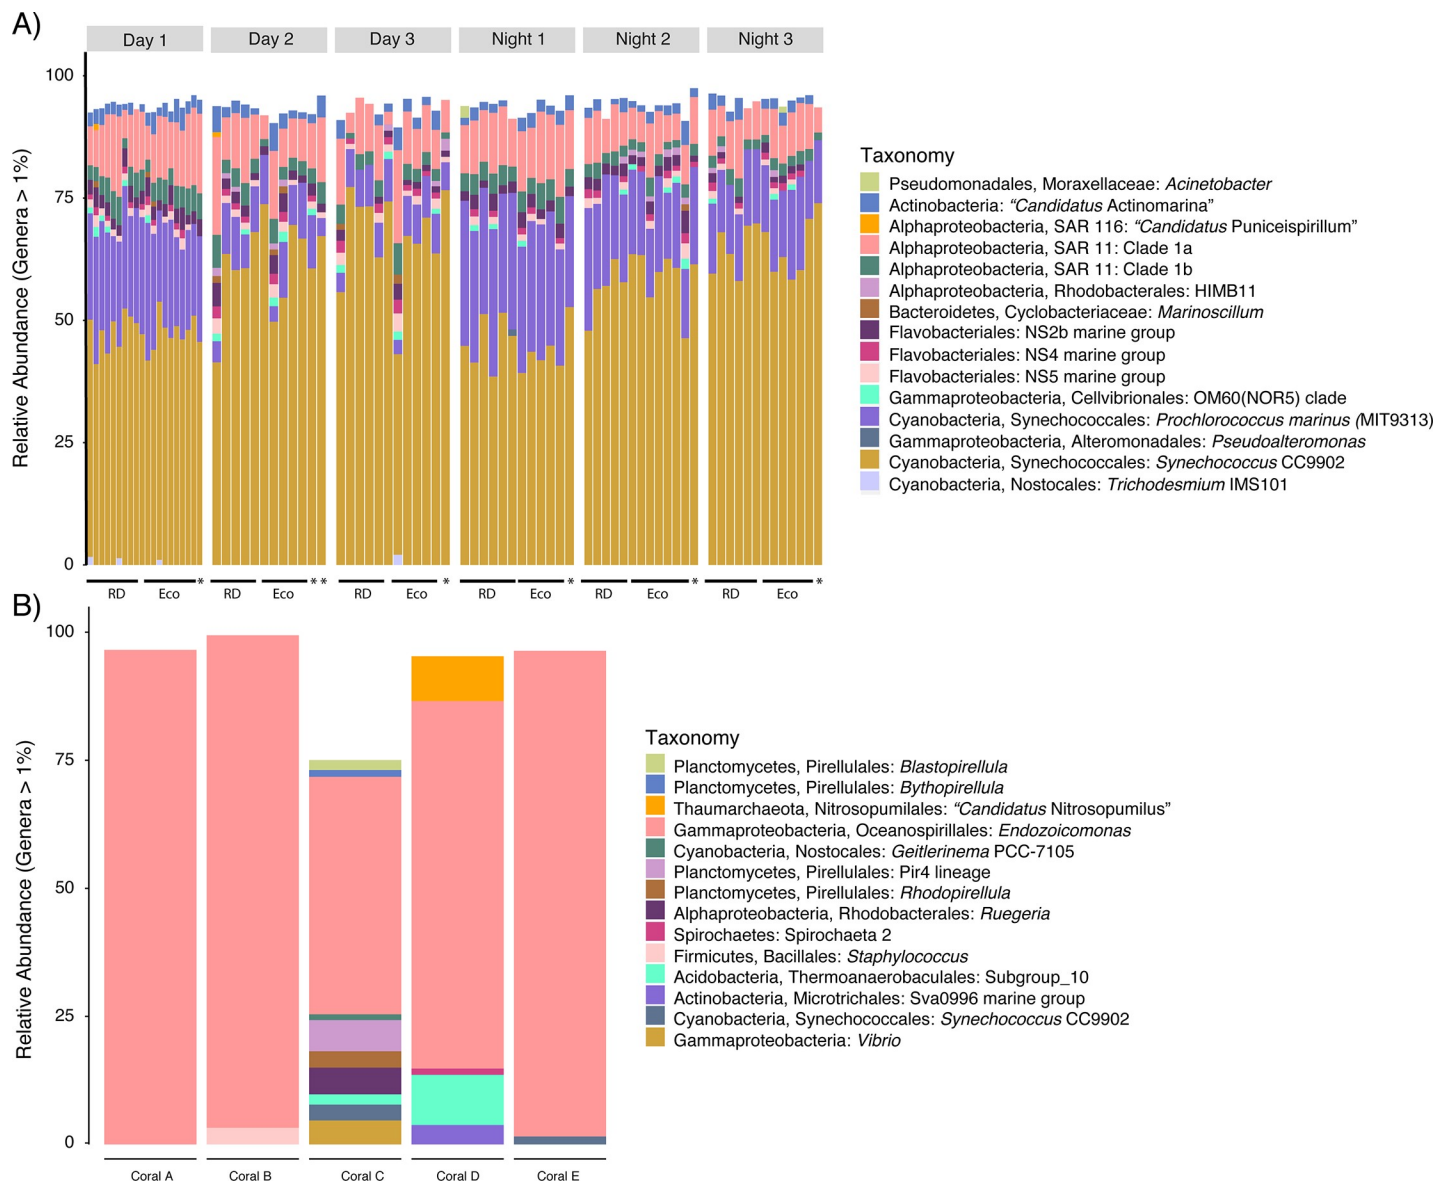 A)
Day 1 Day 2 Day 3 Night 1 Night 2 Night 3
Relative Abundance (Genera > 1%)
100
75
50
25
0
RD Eco * RD Eco * * RD Eco * RD Eco * RD Eco * RD Eco *
Taxonomy
Pseudomonadales, Moraxellaceae: Acinetobacter
Actinobacteria: “Candidatus Actinomarina”
Alphaproteobacteria, SAR 116: “Candidatus Puniceispirillum”
Alphaproteobacteria, SAR 11: Clade 1a
Alphaproteobacteria, SAR 11: Clade 1b
Alphaproteobacteria, Rhodobacterales: HIMB11
Bacteroidetes, Cyclobacteriaceae: Marinoscillum
Flavobacteriales: NS2b marine group
Flavobacteriales: NS4 marine group
Flavobacteriales: NS5 marine group
Gammaproteobacteria, Cellvibrionales: OM60(NOR5) clade
Cyanobacteria, Synechococcales: Prochlorococcus marinus (MIT9313)
Gammaproteobacteria, Alteromonadales: Pseudoalteromonas
Cyanobacteria, Synechococcales: Synechococcus CC9902
Cyanobacteria, Nostocales: Trichodesmium IMS101
B)
Relative Abundance (Genera > 1%)
100
75
50
25
0
Coral A Coral B Coral C Coral D Coral E
Taxonomy
Planctomycetes, Pirellulales: Blastopirellula
Planctomycetes, Pirellulales: Bythopirellula
Thaumarchaeota, Nitrosopumilales: “Candidatus Nitrosopumilus”
Gammaproteobacteria, Oceanospirillales: Endozoicomonas
Cyanobacteria, Nostocales: Geitlerinema PCC-7105
Planctomycetes, Pirellulales: Pir4 lineage
Planctomycetes, Pirellulales: Rhodopirellula
Alphaproteobacteria, Rhodobacterales: Ruegeria
Spirochaetes: Spirochaeta 2
Firmicutes, Bacillales: Staphylococcus
Acidobacteria, Thermoanaerobaculales: Subgroup_10
Actinobacteria, Microtrichales: Sva0996 marine group
Cyanobacteria, Synechococcales: Synechococcus CC9902
Gammaproteobacteria: Vibrio